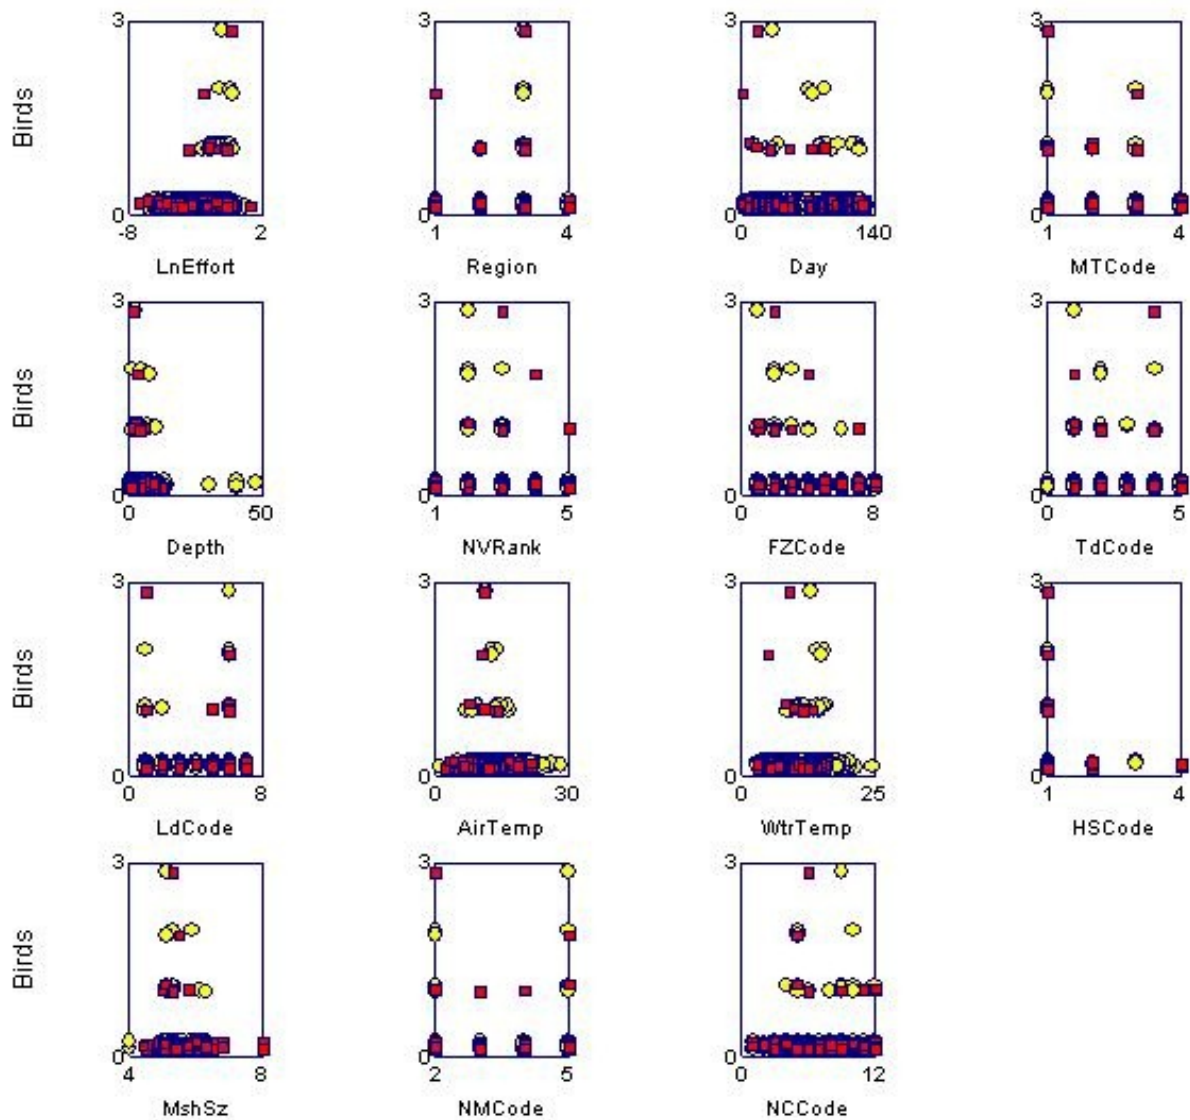 3 3 3 3
Birds
0 0 0 0
-8 2 1 4 0 140 1 4
LnEffort Region Day MTCode
3 3 3 3
Birds
0 0 0 0
0 50 1 5 0 8 0 5
Depth NVRank FZCode TdCode
3 3 3 3
Birds
0 0 0 0
0 8 0 30 0 25 1 4
LdCode AirTemp WtrTemp HSCode
3 3 3
Birds
0 0 0
4 8 2 5 0 12
MshSz NMCode NCCode